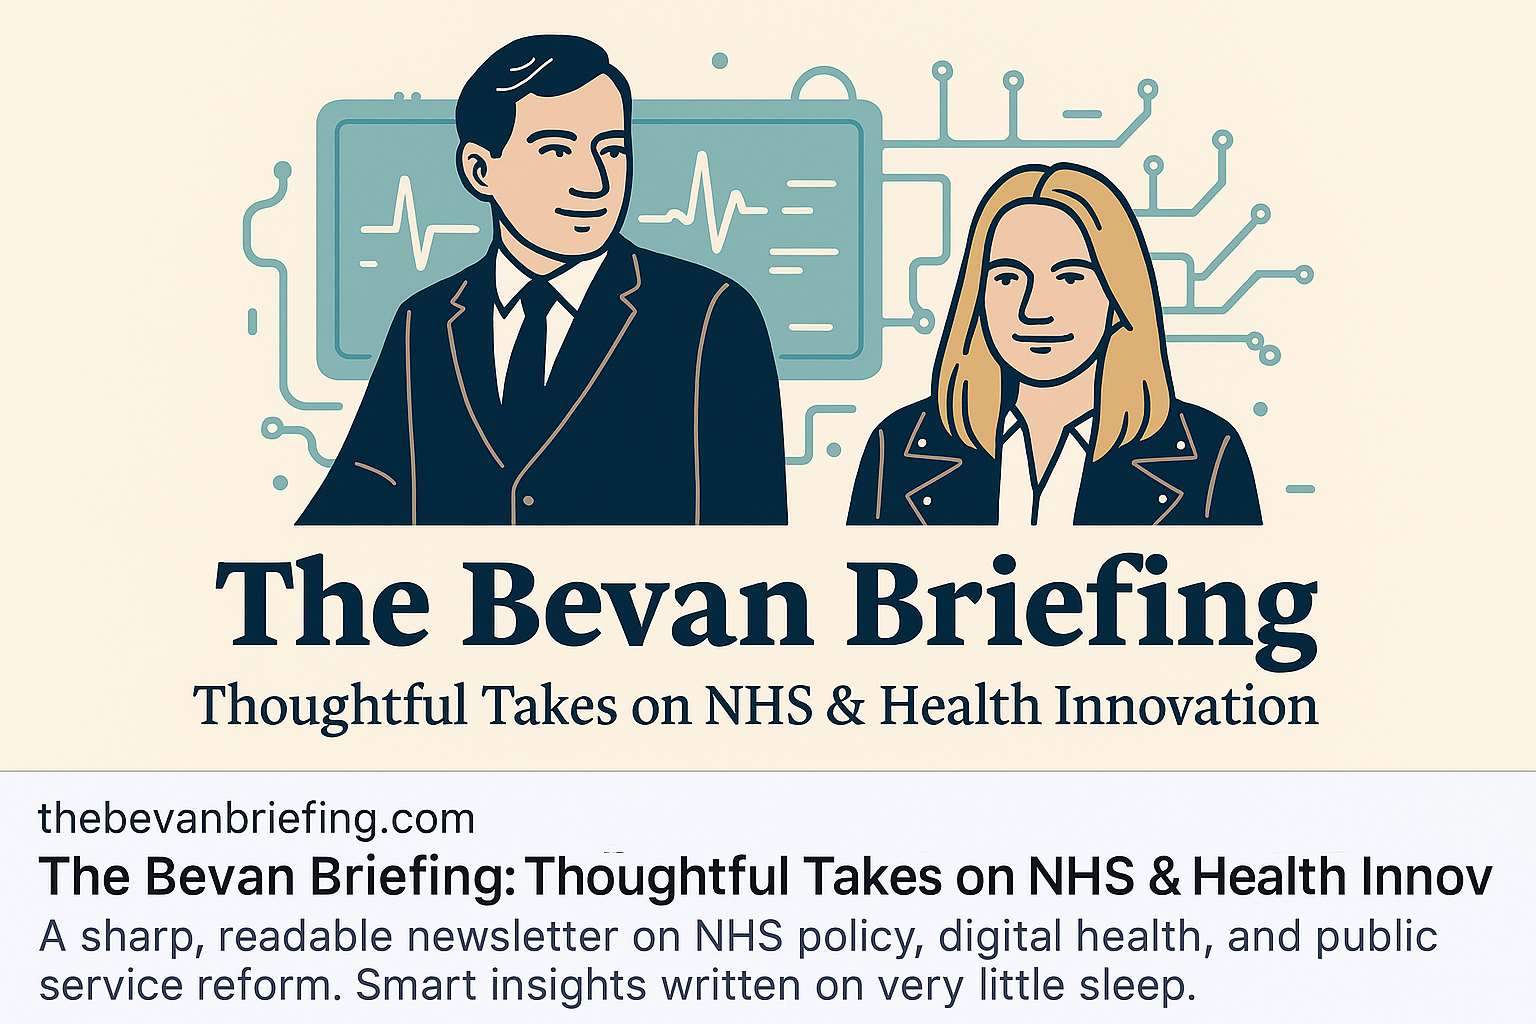 The Bevan Briefing
Thoughtful Takes on NHS & Health Innovation
thebevanbriefing.com
The Bevan Briefing: Thoughtful Takes on NHS & Health Innov
A sharp, readable newsletter on NHS policy, digital health, and public
service reform. Smart insights written on very little sleep.